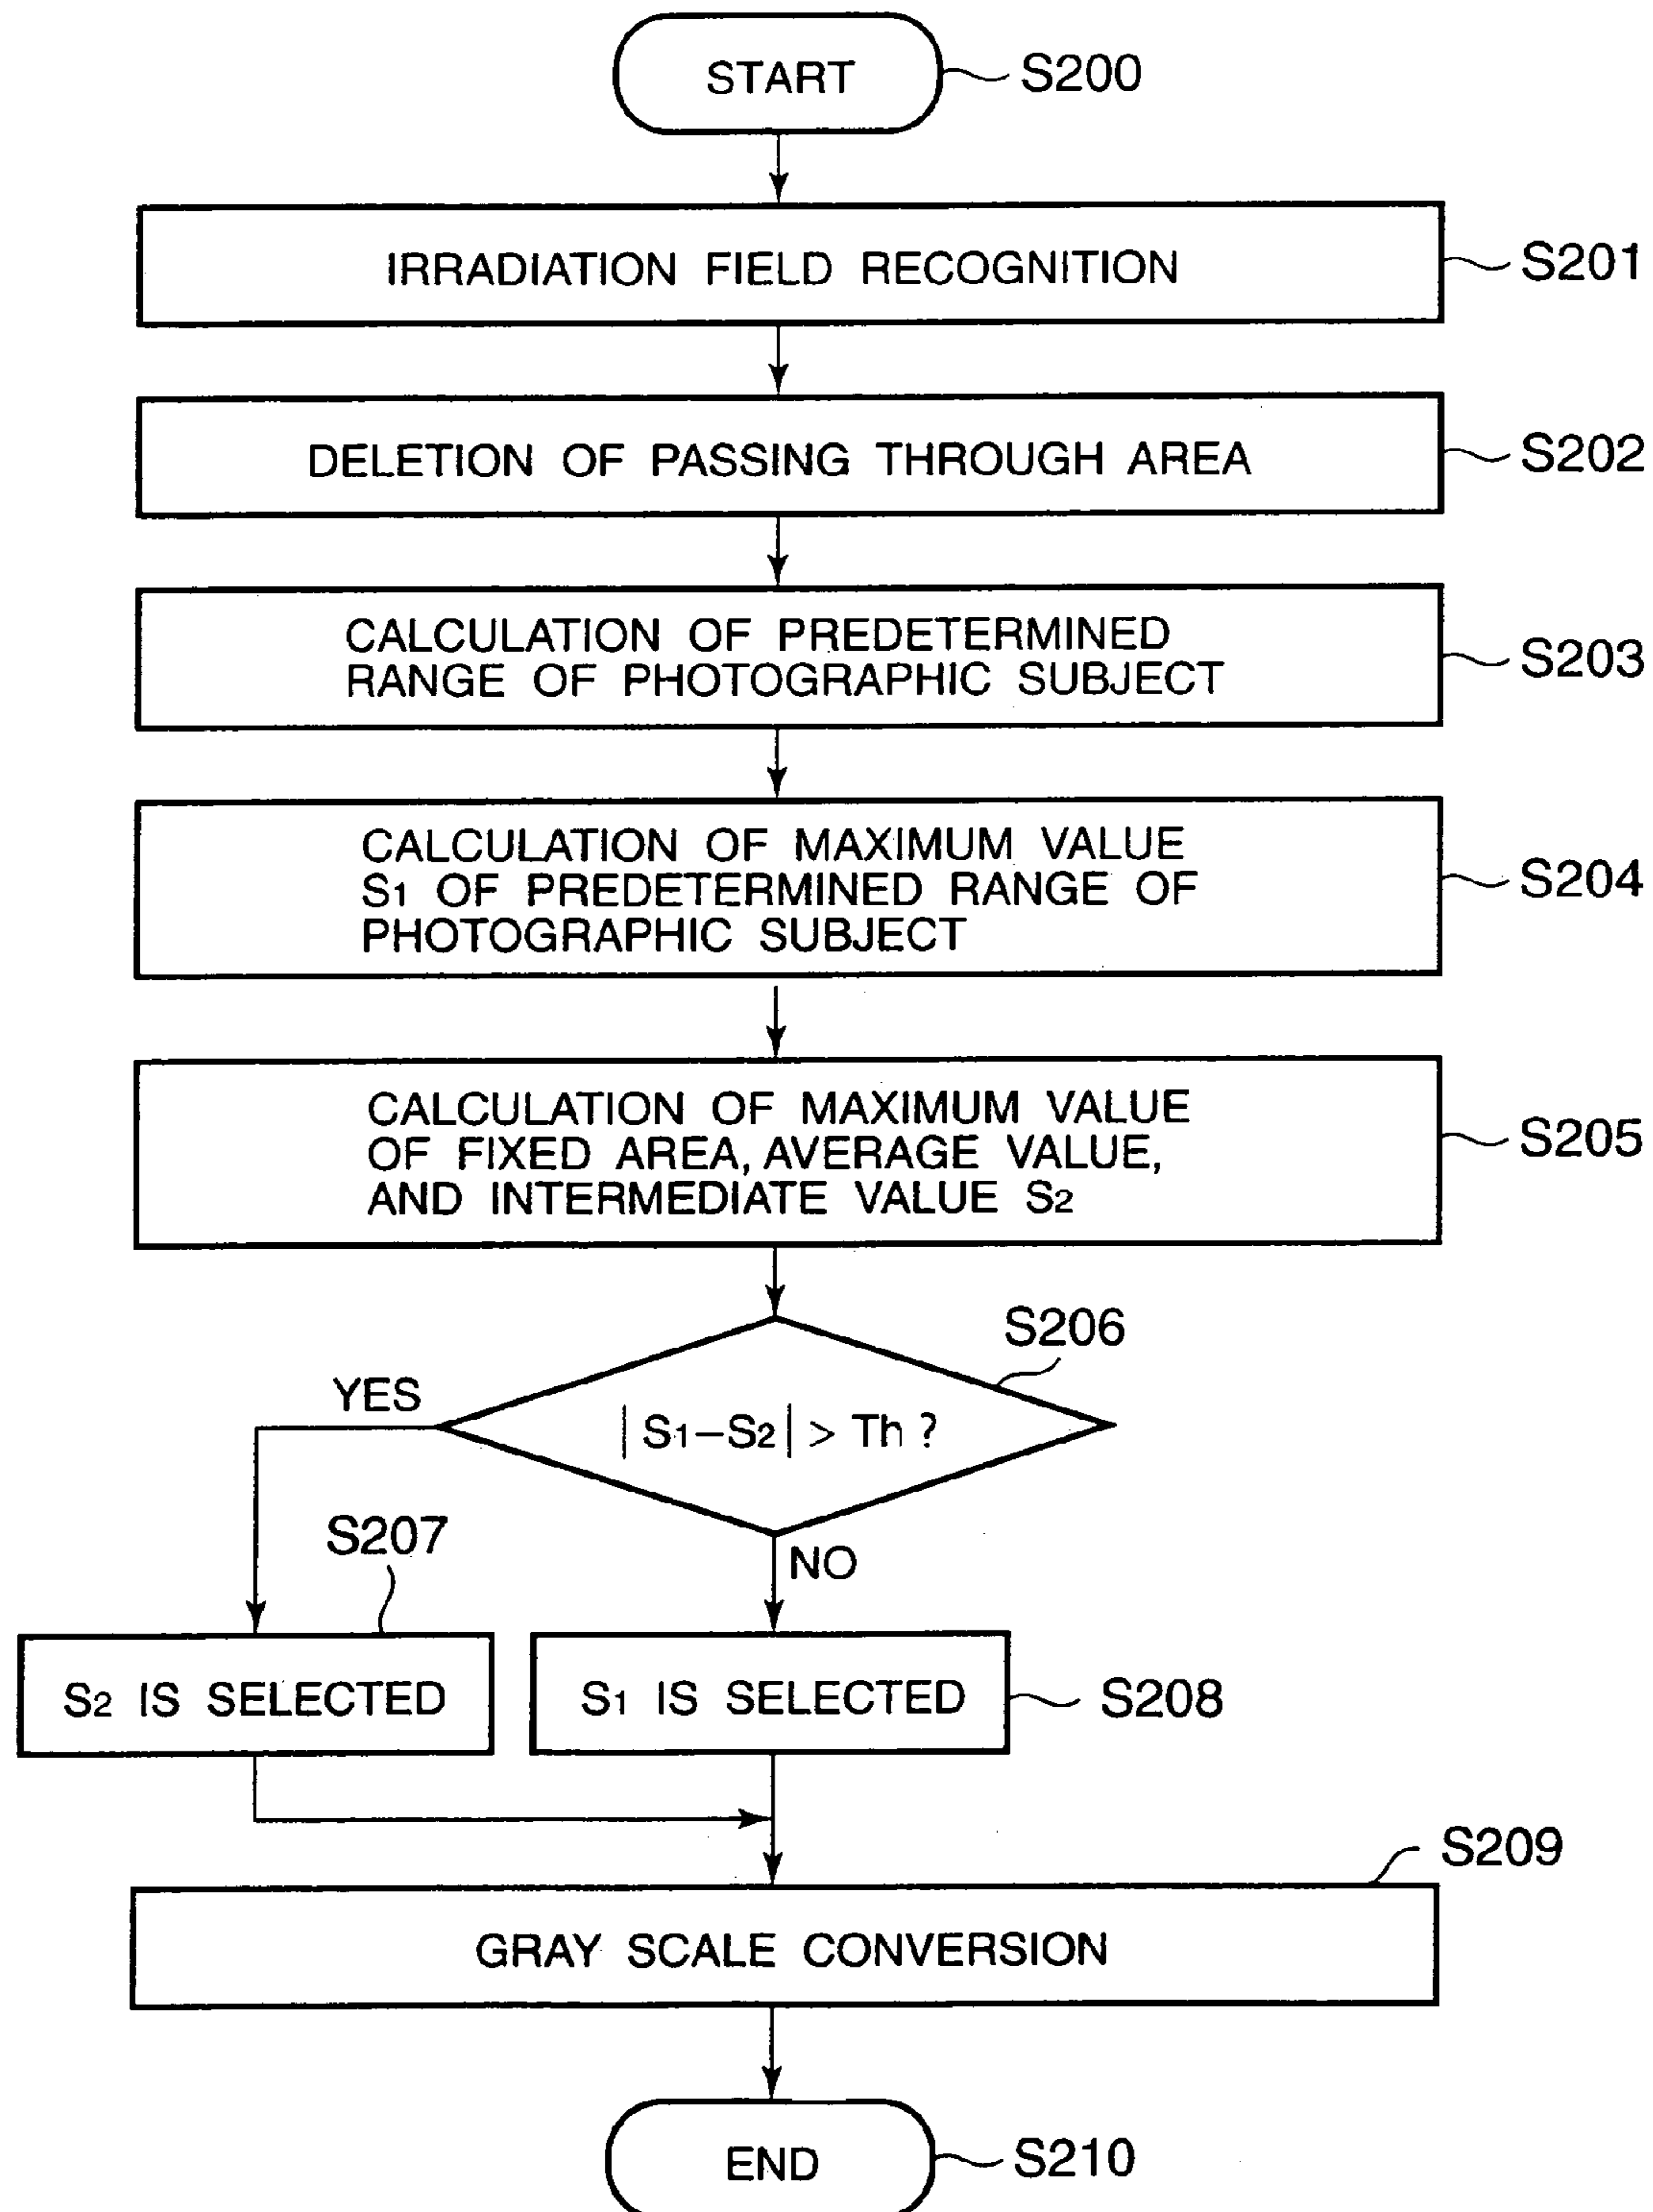 START
S200
IRRADIATION FIELD RECOGNITION
S201
DELETION OF PASSING THROUGH AREA
S202
CALCULATION OF PREDETERMINED
RANGE OF PHOTOGRAPHIC SUBJECT
S203
CALCULATION OF MAXIMUM VALUE
S1 OF PREDETERMINED RANGE OF
PHOTOGRAPHIC SUBJECT
S204
CALCULATION OF MAXIMUM VALUE
OF FIXED AREA, AVERAGE VALUE,
AND INTERMEDIATE VALUE S2
S205
S206
YES
|S1–S2| > Th ?
S207
NO
S2 IS SELECTED
S1 IS SELECTED
S208
S209
GRAY SCALE CONVERSION
END
S210